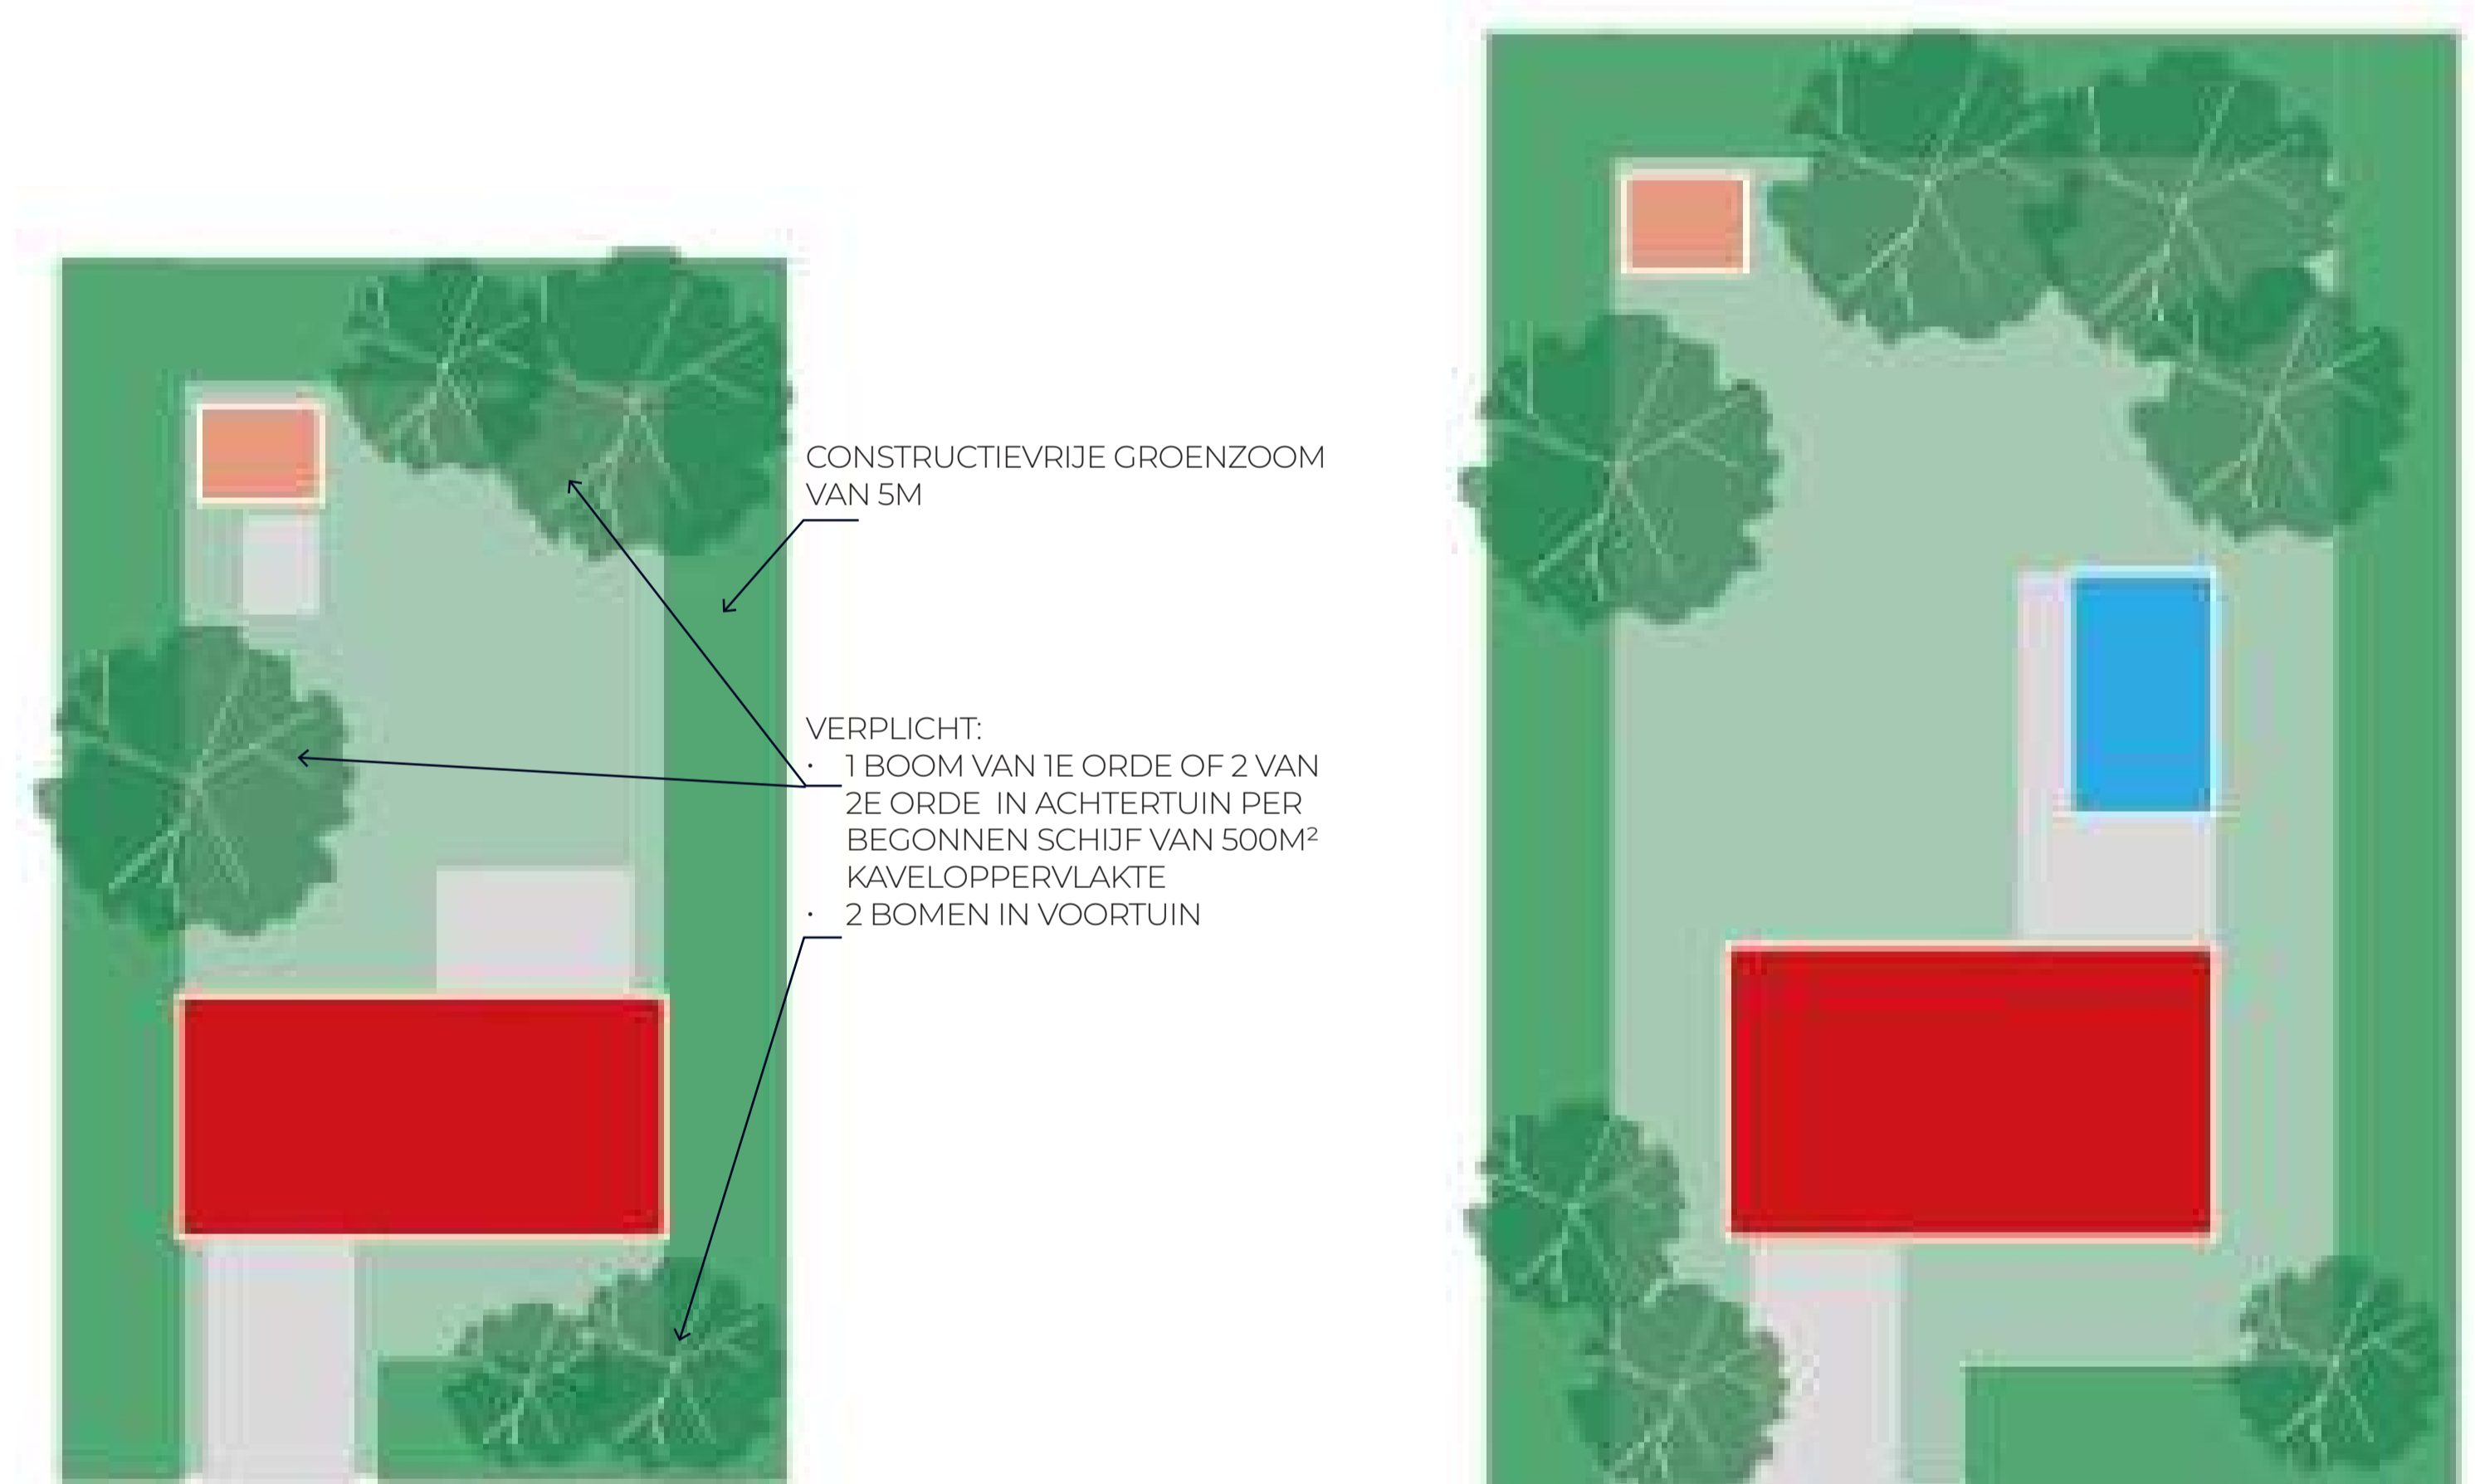 CONSTRUCTIEVRIJE GROENZOOM
VAN 5M
VERPLICHT:
• 1 BOOM VAN 1E ORDE OF 2 VAN
2E ORDE IN ACHTERTUIN PER
BEGONNEN SCHIJF VAN 500M²
KAVELOPPERVLAKTE
• 2 BOMEN IN VOORTUIN